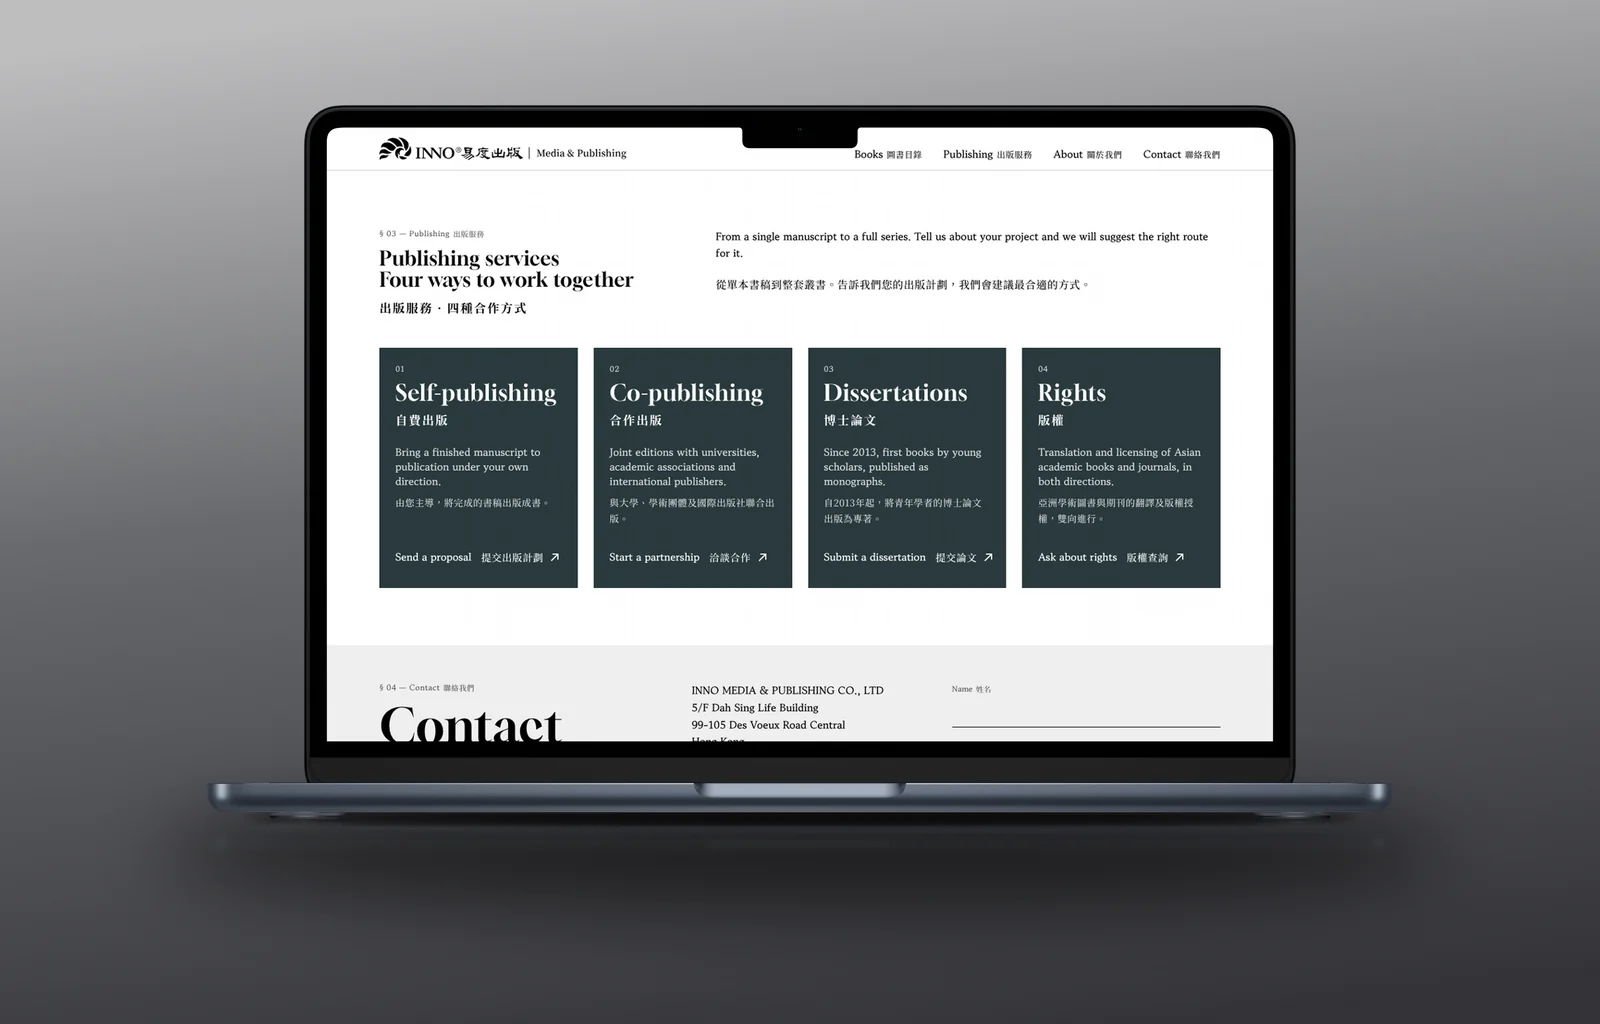 INNO®易度出版 | Media & Publishing
Books 圖書目錄 Publishing 出版服務 About 關於我們 Contact 聯絡我們
§ 03 — Publishing 出版服務
Publishing services
Four ways to work together
出版服務・四種合作方式
From a single manuscript to a full series. Tell us about your project and we will suggest the right route
for it.
從單本書稿到整套叢書。告訴我們您的出版計劃，我們會建議最合適的方式。
01
Self-publishing
自費出版
Bring a finished manuscript to
publication under your own
direction.
由您主導，將完成的書稿出版成書。
Send a proposal 提交出版計劃 ↗
02
Co-publishing
合作出版
Joint editions with universities,
academic associations and
international publishers.
與大學、學術團體及國際出版社聯合出
版。
Start a partnership 洽談合作 ↗
03
Dissertations
博士論文
Since 2013, first books by young
scholars, published as
monographs.
自2013年起，將青年學者的博士論文
出版為專著。
Submit a dissertation 提交論文 ↗
04
Rights
版權
Translation and licensing of Asian
academic books and journals, in
both directions.
亞洲學術圖書與期刊的翻譯及版權授
權，雙向進行。
Ask about rights 版權查詢 ↗
§ 04 — Contact 聯絡我們
Contact
INNO MEDIA & PUBLISHING CO., LTD
5/F Dah Sing Life Building
99-105 Des Voeux Road Central
Hong Kong
Name 姓名